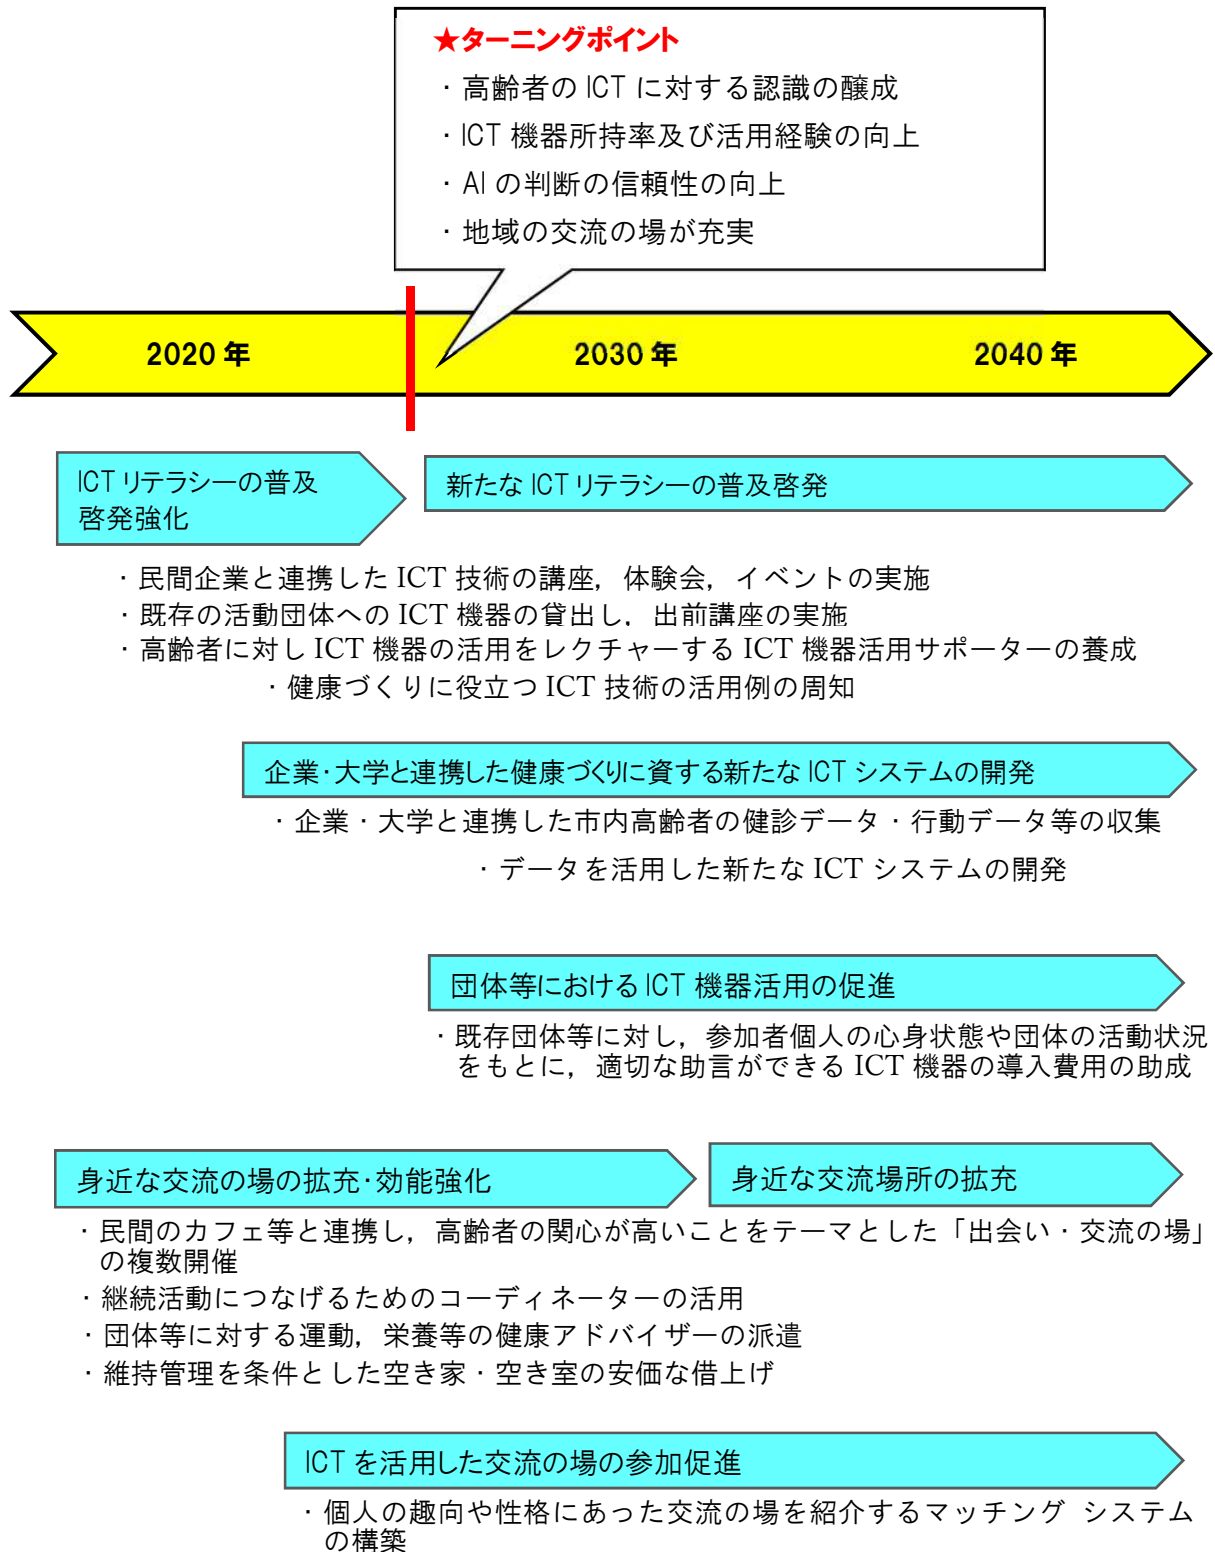 ★ターニングポイント
・高齢者の ICT に対する認識の醸成
・ICT 機器所持率及び活用経験の向上
・AI の判断の信頼性の向上
・地域の交流の場が充実
2020 年 2030 年 2040 年
ICT リテラシーの普及
啓発強化
新たな ICT リテラシーの普及啓発
・民間企業と連携した ICT 技術の講座，体験会，イベントの実施
・既存の活動団体への ICT 機器の貸出し，出前講座の実施
・高齢者に対し ICT 機器の活用をレクチャーする ICT 機器活用サポーターの養成
・健康づくりに役立つ ICT 技術の活用例の周知
企業・大学と連携した健康づくりに資する新たな ICT システムの開発
・企業・大学と連携した市内高齢者の健診データ・行動データ等の収集
・データを活用した新たな ICT システムの開発
団体等における ICT 機器活用の促進
・既存団体等に対し，参加者個人の心身状態や団体の活動状況
をもとに，適切な助言ができる ICT 機器の導入費用の助成
身近な交流の場の拡充・効能強化
身近な交流場所の拡充
・民間のカフェ等と連携し，高齢者の関心が高いことをテーマとした「出会い・交流の場」
の複数開催
・継続活動につなげるためのコーディネーターの活用
・団体等に対する運動，栄養等の健康アドバイザーの派遣
・維持管理を条件とした空き家・空き室の安価な借上げ
ICT を活用した交流の場の参加促進
・個人の趣向や性格にあった交流の場を紹介するマッチング システム
の構築